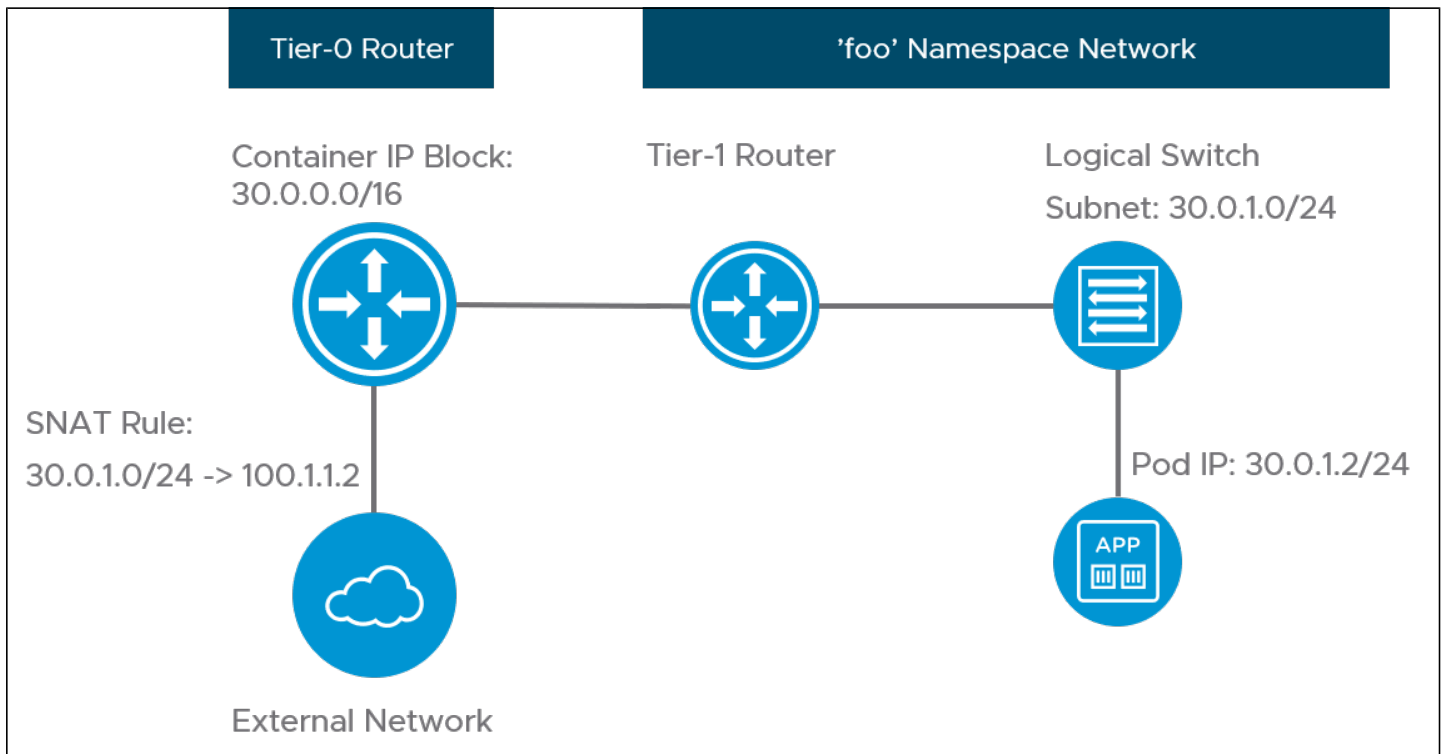 Tier-0 Router
'foo' Namespace Network
Container IP Block:
30.0.0.0/16
Tier-1 Router
Logical Switch
Subnet: 30.0.1.0/24
SNAT Rule:
30.0.1.0/24 -> 100.1.1.2
Pod IP: 30.0.1.2/24
APP
External Network